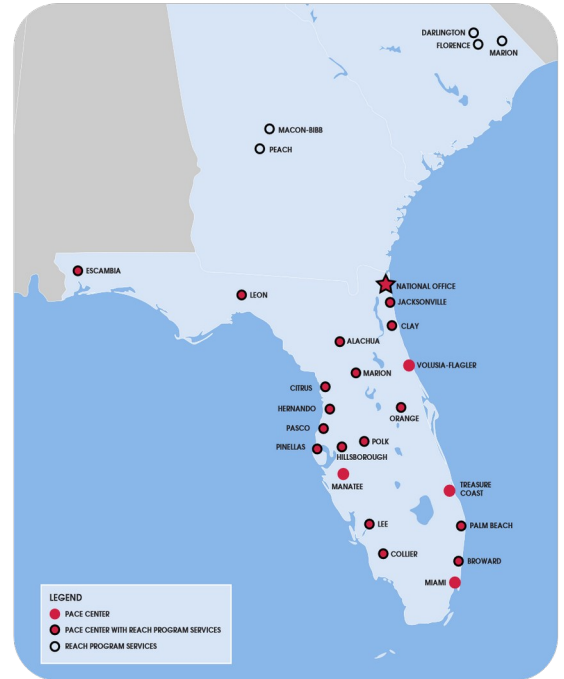 DARLINGTON
FLORENCE
MARION
MACON-BIBB
PEACH
ESCAMBIA
LEON
NATIONAL OFFICE
JACKSONVILLE
CLAY
ALACHUA
VOLUSIA-FLAGLER
MARION
CITRUS
HERNANDO
ORANGE
PASCO
POLK
PINELLAS
HILLSBOROUGH
MANATEE
TREASURE
COAST
LEE
PALM BEACH
COLLIER
BROWARD
MIAMI
LEGEND
PACE CENTER
PACE CENTER WITH REACH PROGRAM SERVICES
REACH PROGRAM SERVICES